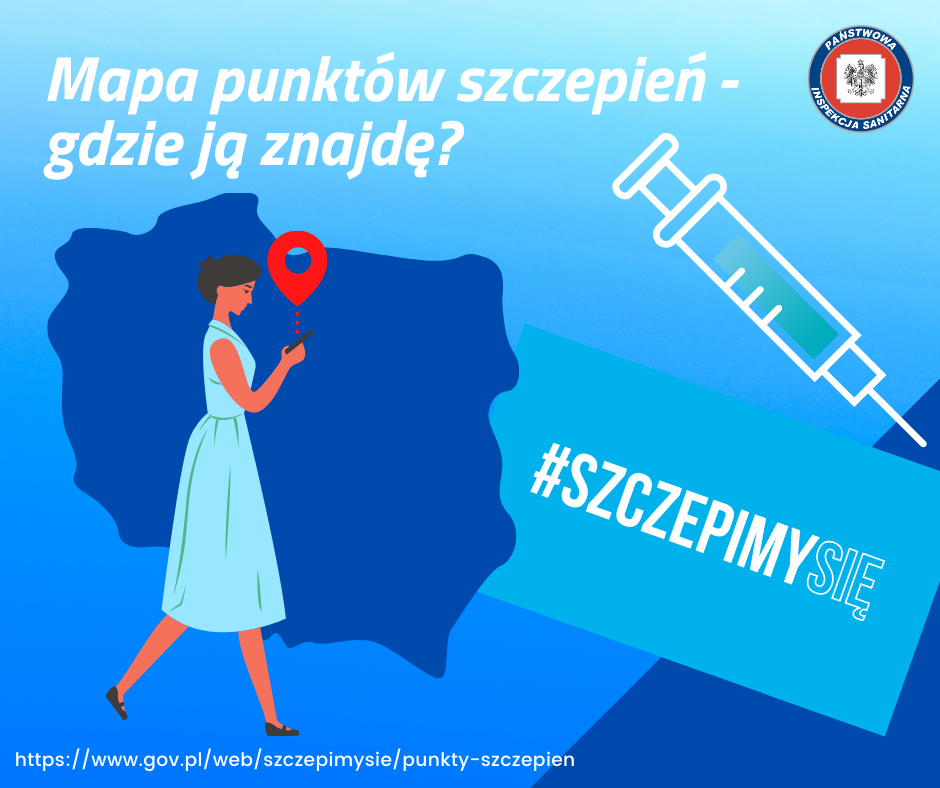 Mapa punktów szczepień -
gdzie ją znajdę?
PAŃSTWOWA
INSPEKCJA SANITARNA
#SZCZEPIMYSIĘ
https://www.gov.pl/web/szczepimysie/punkty-szczepien